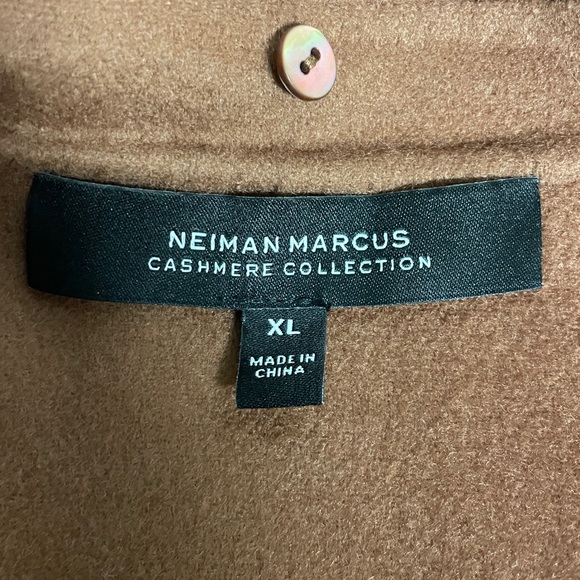 NEIMAN MARCUS
CASHMERE COLLECTION
XL
MADE IN
CHINA